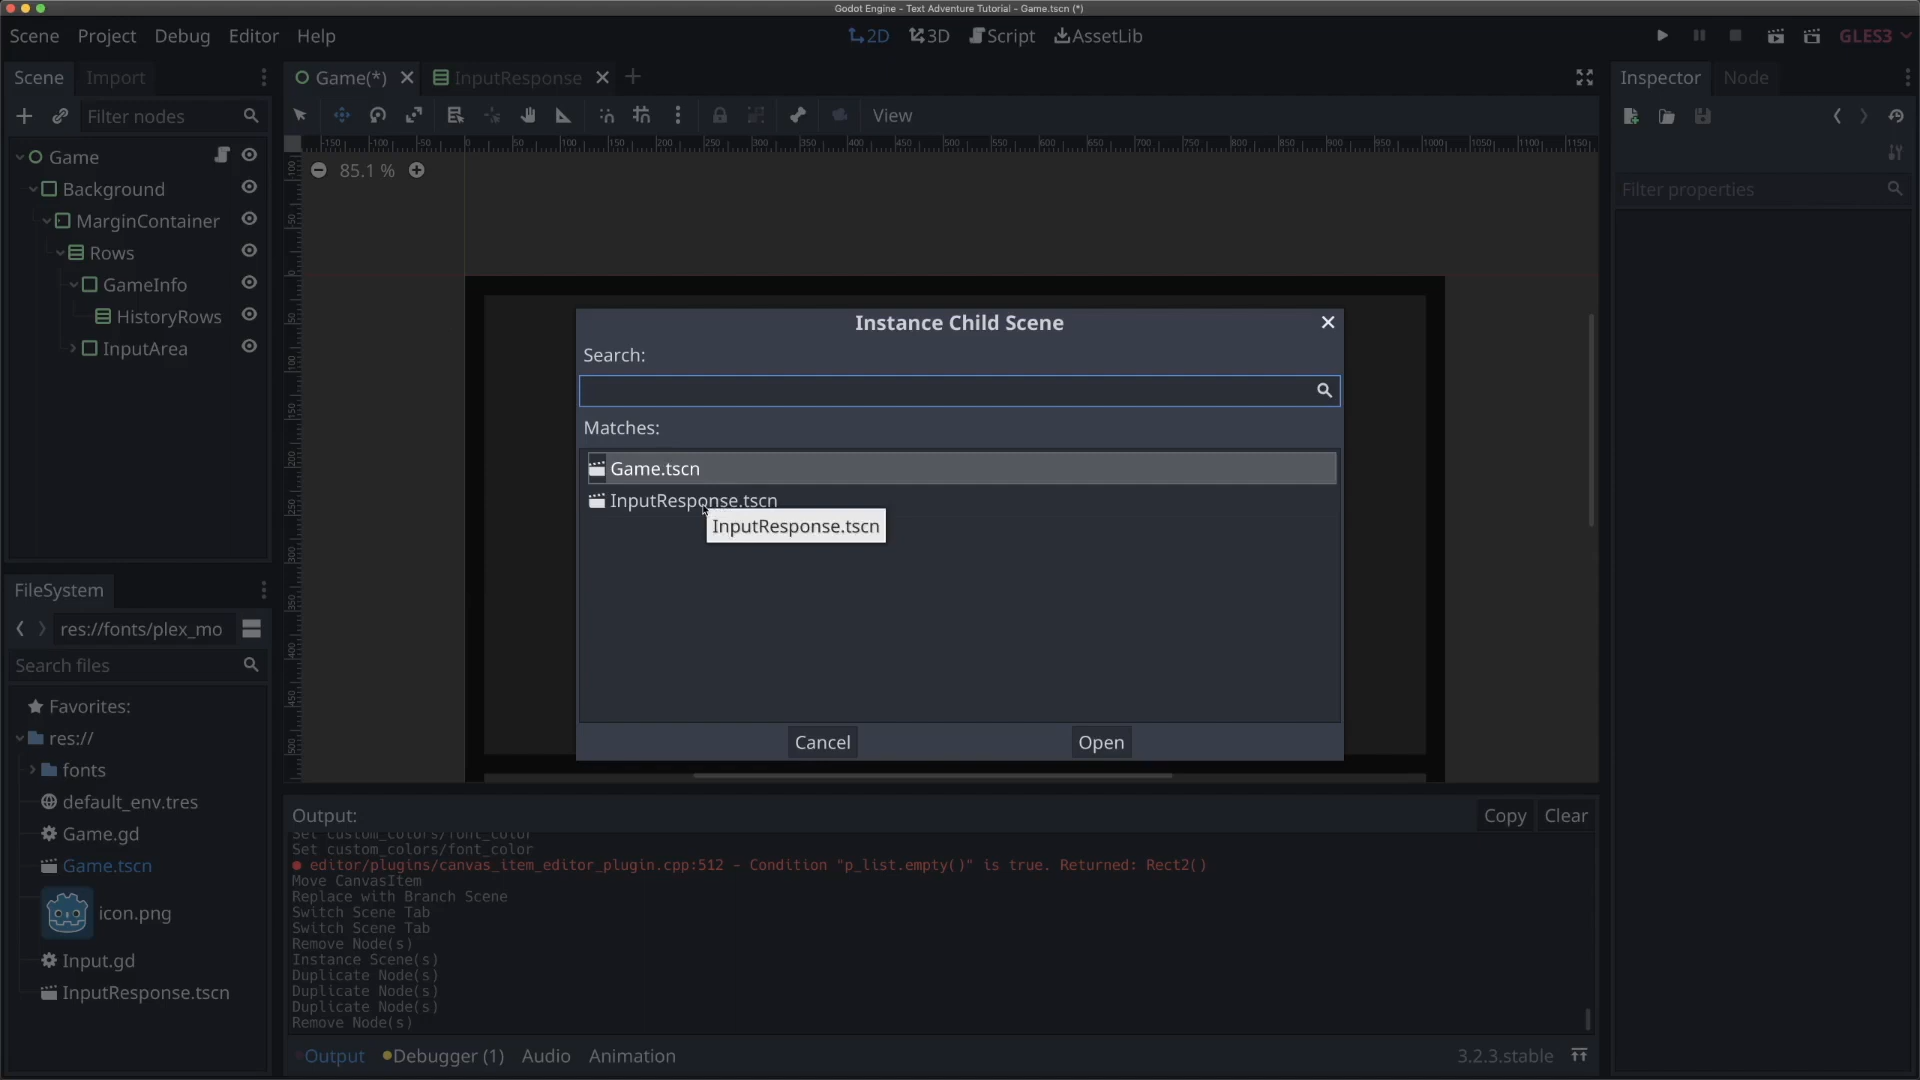 Godot Engine - Text Adventure Tutorial - Game.tscn (*)
Scene Project Debug Editor Help
2D 3D Script AssetLib
GLES3
Scene Import
Game(*) InputResponse
Inspector Node
Filter nodes
View
Game
Background
MarginContainer
Rows
GameInfo
HistoryRows
InputArea
85.1 %
Filter properties
Instance Child Scene
Search:
Matches:
Game.tscn
InputResponse.tscn
InputResponse.tscn
Cancel Open
FileSystem
res://fonts/plex_mo
Search files
Favorites:
res://
fonts
default_env.tres
Game.gd
Game.tscn
icon.png
Input.gd
InputResponse.tscn
Output:
Copy Clear
Set custom_colors/font_color
Set custom_colors/font_color
editor/plugins/canvas_item_editor_plugin.cpp:512 - Condition "p_list.empty()" is true. Returned: Rect2()
Move CanvasItem
Replace with Branch Scene
Switch Scene Tab
Switch Scene Tab
Remove Node(s)
Instance Scene(s)
Duplicate Node(s)
Duplicate Node(s)
Duplicate Node(s)
Remove Node(s)
Output Debugger (1) Audio Animation
3.2.3.stable